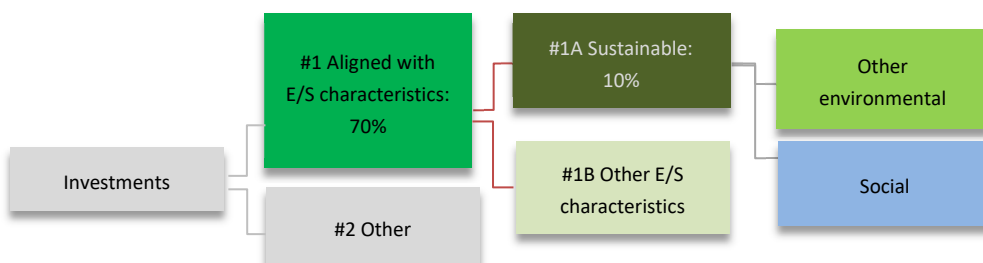 Investments
#1 Aligned with
E/S characteristics:
70%
#2 Other
#1A Sustainable:
10%
#1B Other E/S
characteristics
Other
environmental
Social